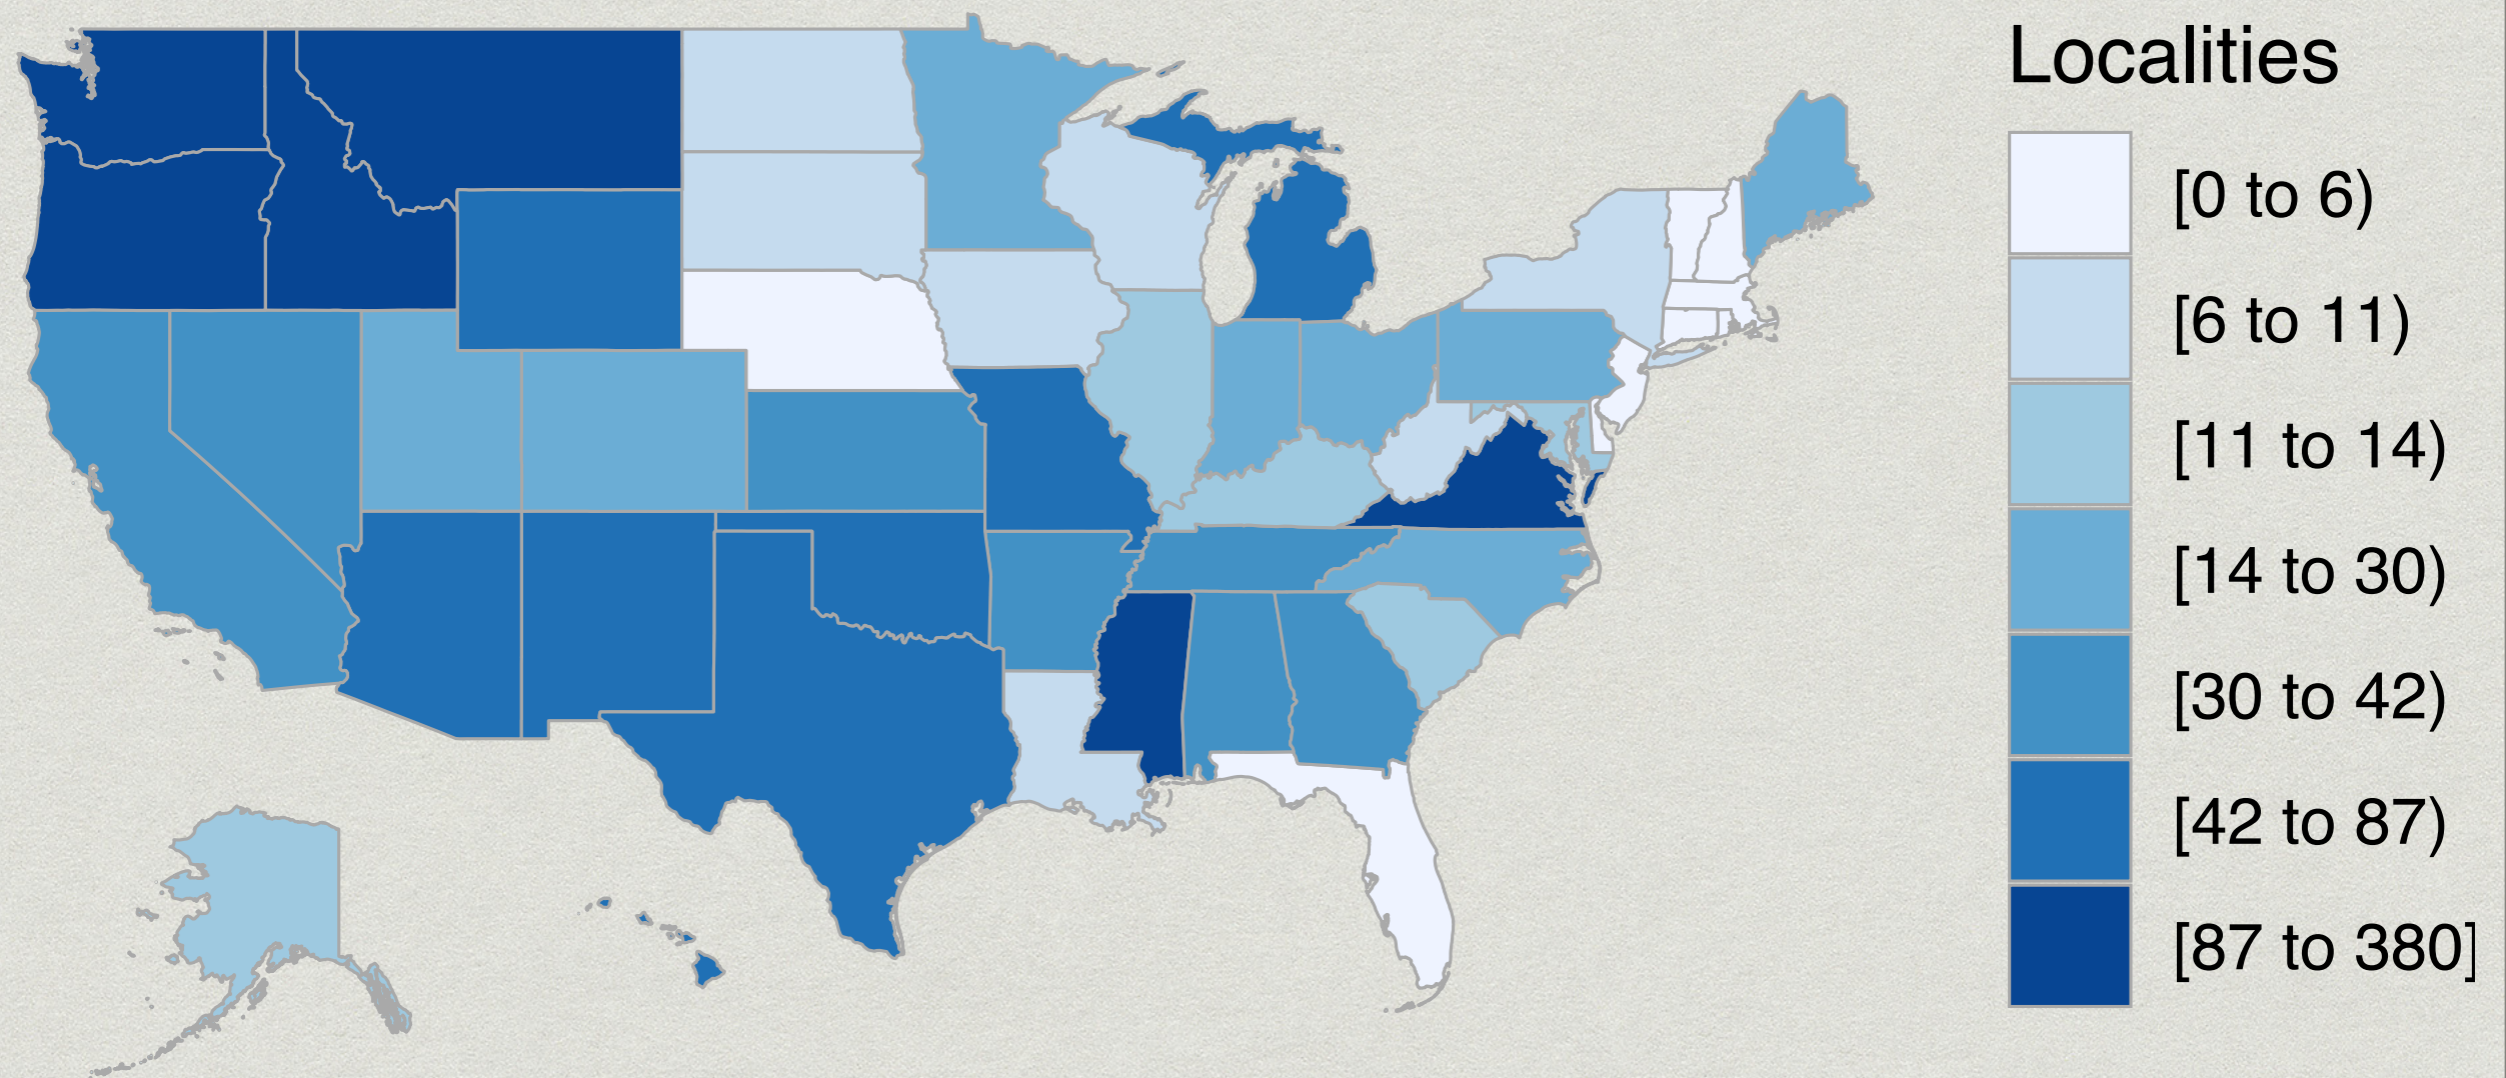 Localities
[0 to 6)
[6 to 11)
[11 to 14)
[14 to 30)
[30 to 42)
[42 to 87)
[87 to 380]